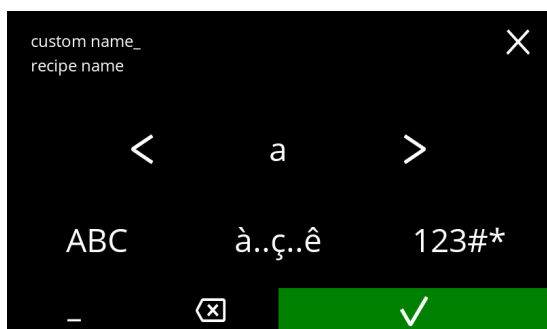 custom name_
recipe name
< a >
ABC à..ç..ê 123#*
_